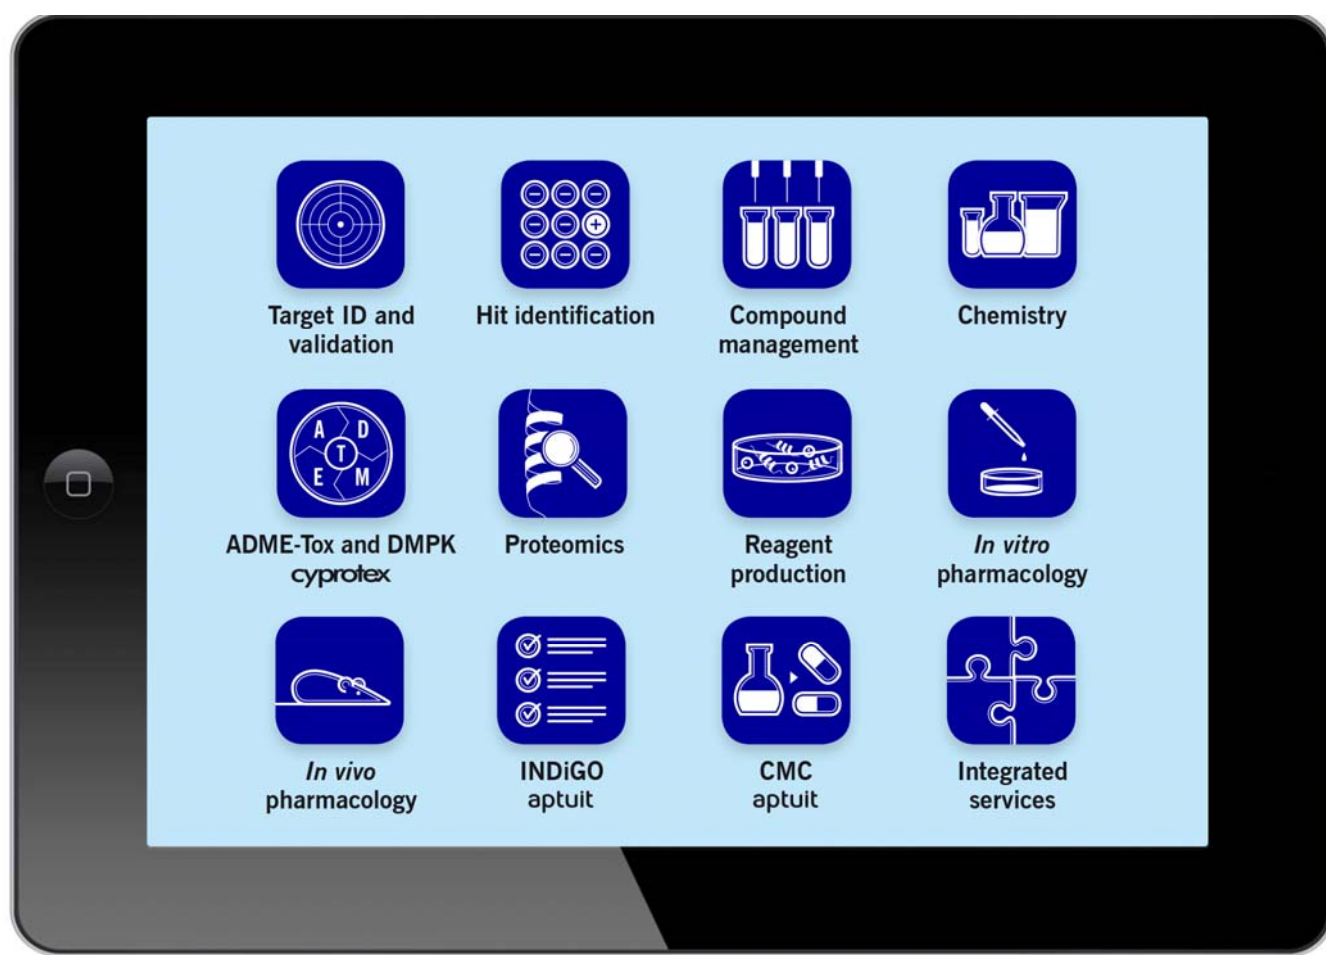 Target ID and
validation
Hit identification
Compound
management
Chemistry
A D
T
E M
ADME-Tox and DMPK
cyprotex
Proteomics
Reagent
production
In vitro
pharmacology
In vivo
pharmacology
INDiGO
aptuit
CMC
aptuit
Integrated
services